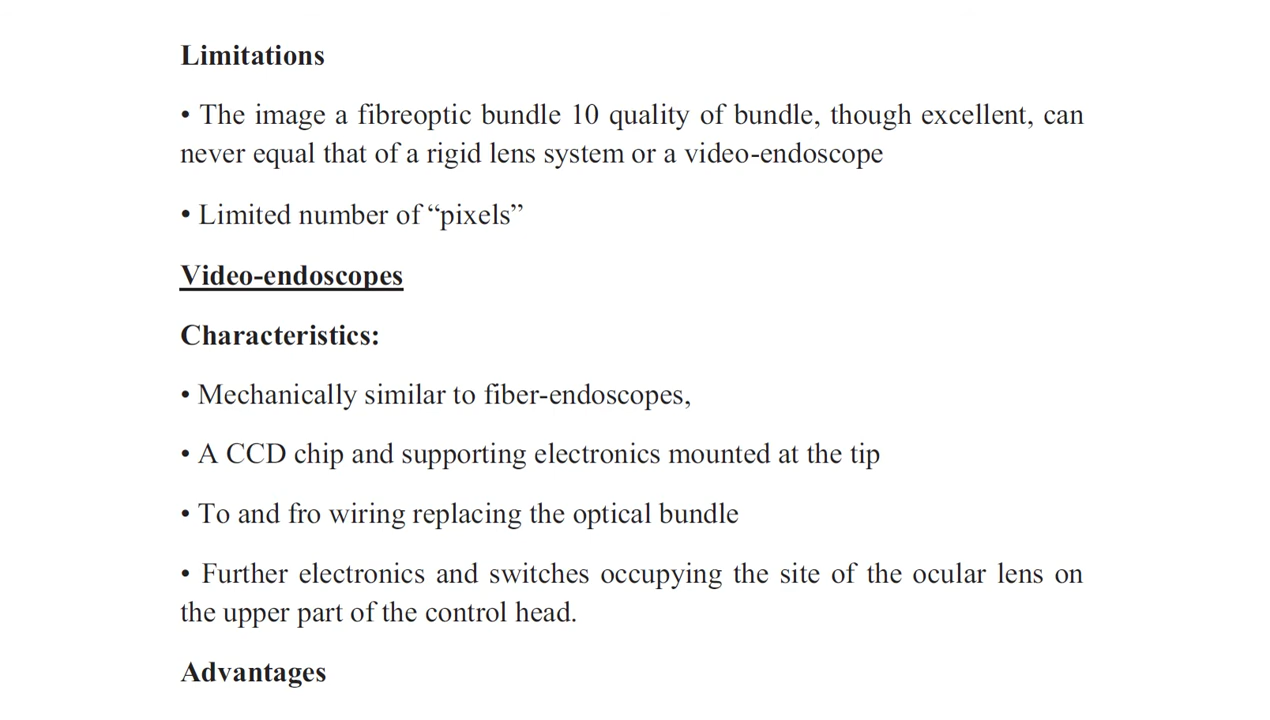 Limitations
• The image a fibreoptic bundle 10 quality of bundle, though excellent, can
never equal that of a rigid lens system or a video-endoscope
• Limited number of “pixels”
Video-endoscopes
Characteristics:
• Mechanically similar to fiber-endoscopes,
• A CCD chip and supporting electronics mounted at the tip
• To and fro wiring replacing the optical bundle
• Further electronics and switches occupying the site of the ocular lens on
the upper part of the control head.
Advantages